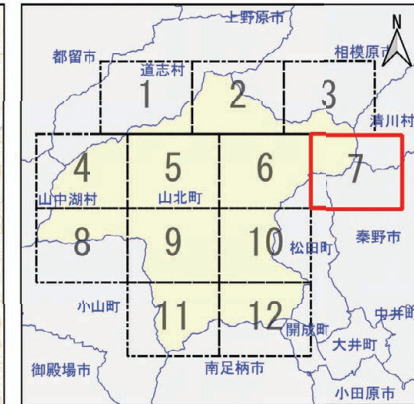 上野原市
N
都留市
相模原市
道志村
1
2
3
清川村
4
5
6
7
山中湖村
山北町
秦野市
8
9
10
松田町
小山町
11
12
開成町
中井町
大井町
御殿場市
南足柄市
小田原市